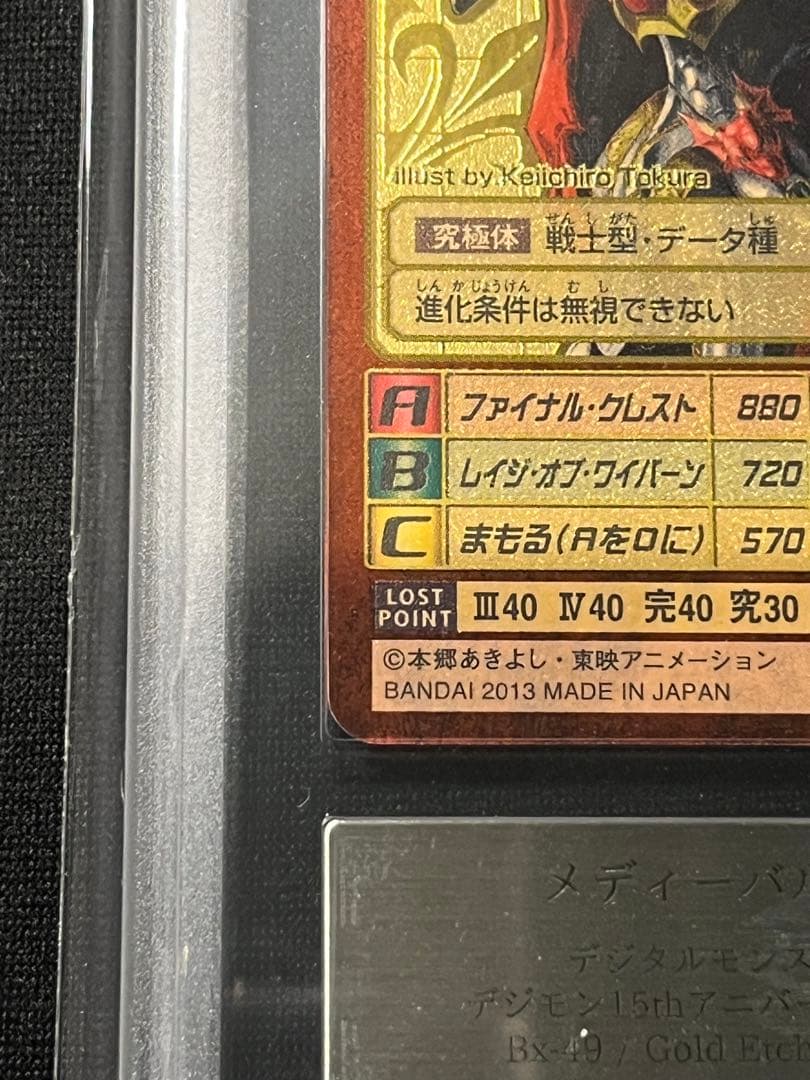 illust by Keiichiro Tokura
せんしがた しゅ
究極体 戦士型・データ種
しんかじょうけん むし
進化条件は無視できない
A ファイナル・クレスト 880
B レイジ・オブ・ワイバーン 720
C まもる(Aを0に) 570
LOST POINT Ⅲ40 Ⅳ40 完40 究30
©本郷あきよし・東映アニメーション
BANDAI 2013 MADE IN JAPAN
メディーバ
デジタルモンス
デジモン15thアニバ
Bx-49 / Gold Etch